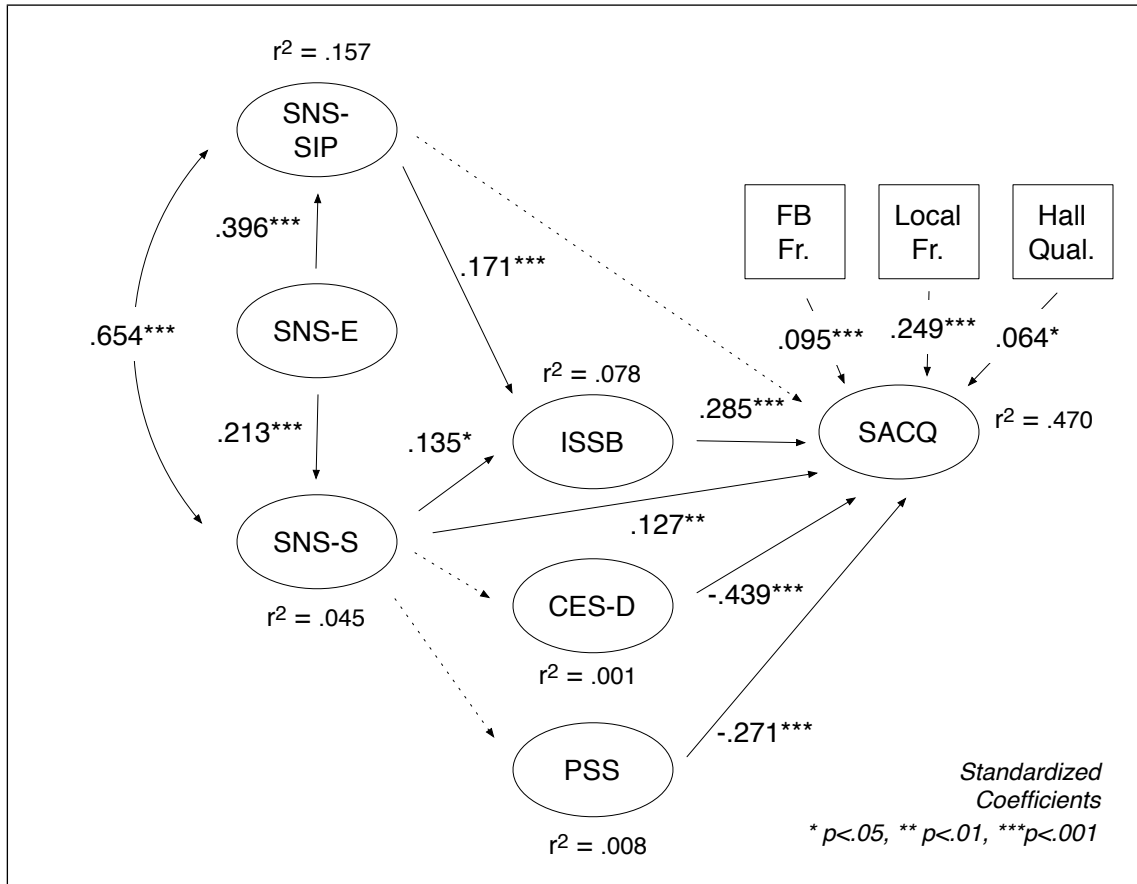 r² = .157
SNS-
SIP
.396***
.171***
FB
Fr.
Local
Fr.
Hall
Qual.
.654***
SNS-E
.095***
.249***
.064*
r² = .078
.213***
.135*
ISSB
.285***
SACQ
r² = .470
SNS-S
.127**
r² = .045
CES-D
-.439***
r² = .001
-.271***
PSS
r² = .008
Standardized
Coefficients
* p<.05, ** p<.01, ***p<.001